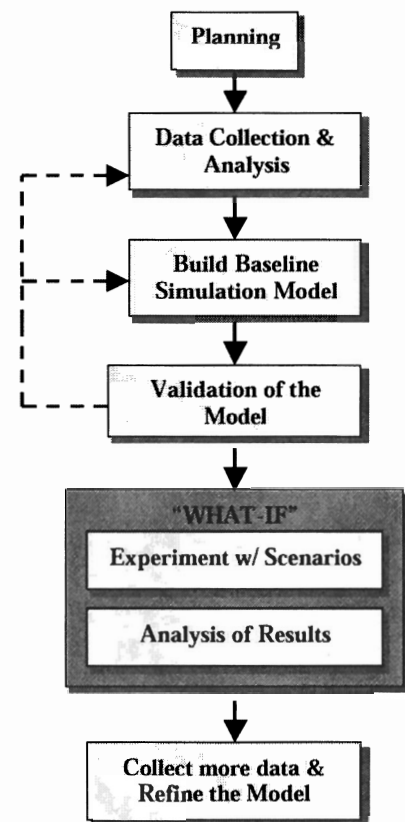 Planning
Data Collection &
Analysis
Build Baseline
Simulation Model
Validation of the
Model
"WHAT-IF"
Experiment w/ Scenarios
Analysis of Results
Collect more data &
Refine the Model